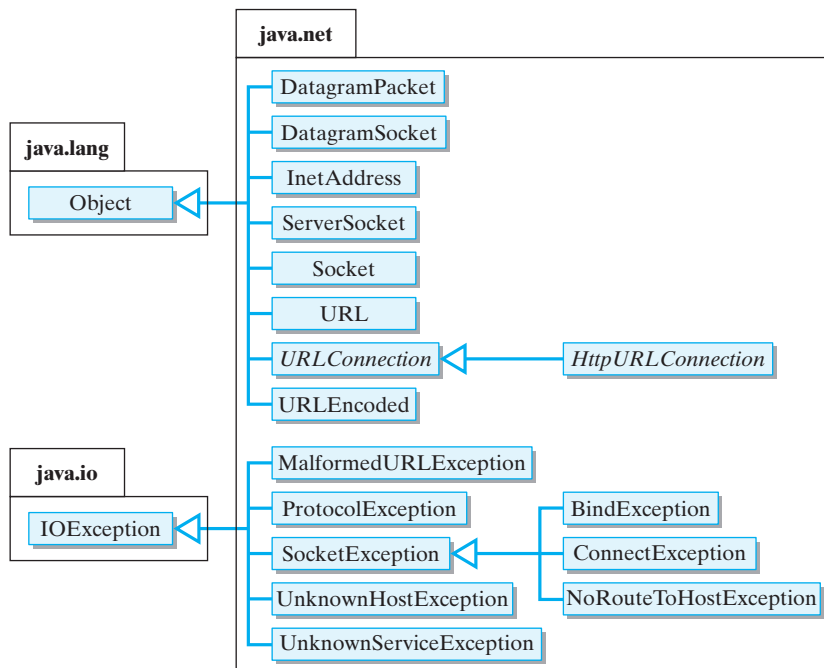 java.net
DatagramPacket
DatagramSocket
java.lang
InetAddress
Object
ServerSocket
Socket
URL
URLConnection
HttpURLConnection
URLEncoded
java.io
MalformedURLException
ProtocolException
BindException
IOException
SocketException
ConnectException
UnknownHostException
NoRouteToHostException
UnknownServiceException